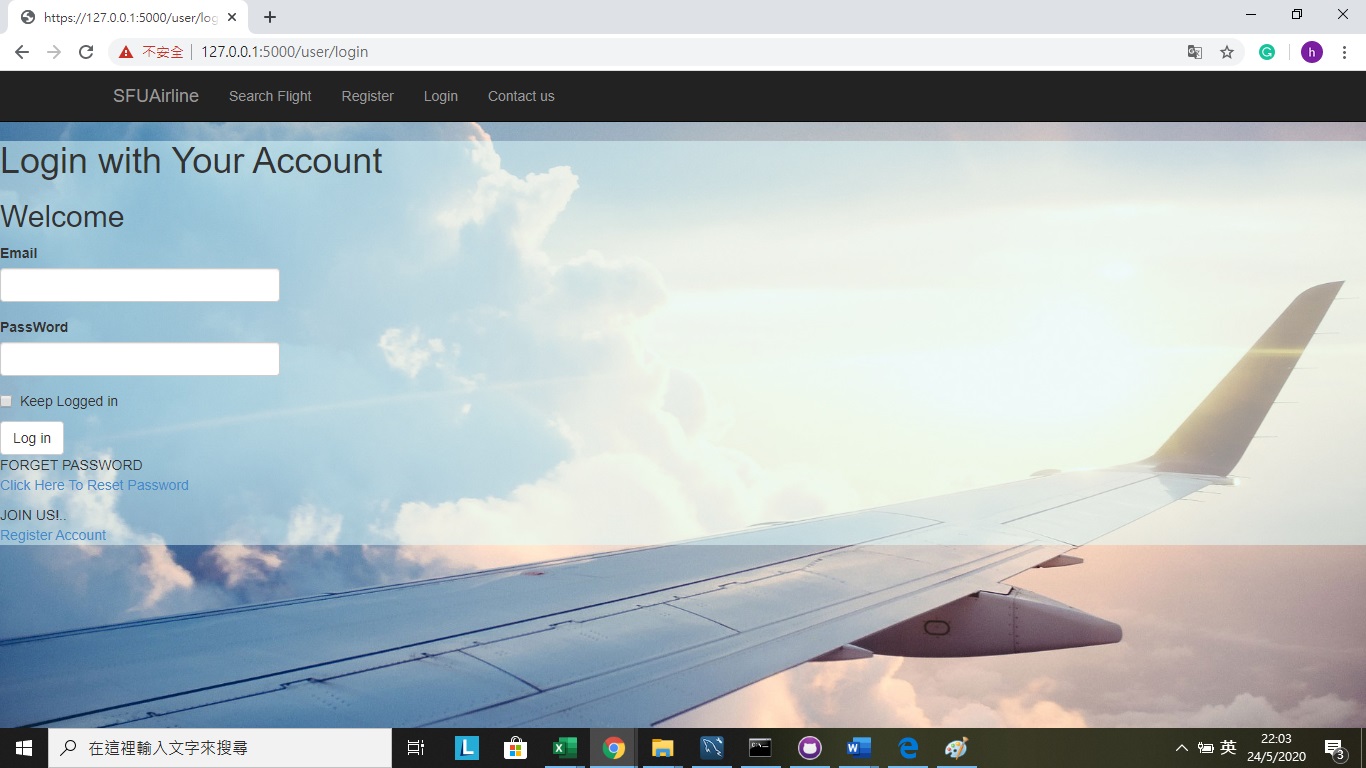 https://127.0.0.1:5000/user/log
不安全 127.0.0.1:5000/user/login
h
SFUAirline Search Flight Register Login Contact us
Login with Your Account
Welcome
Email
PassWord
Keep Logged in
Log in
FORGET PASSWORD
Click Here To Reset Password
JOIN US!..
Register Account
在這裡輸入文字來搜尋
英
22:03
24/5/2020
3